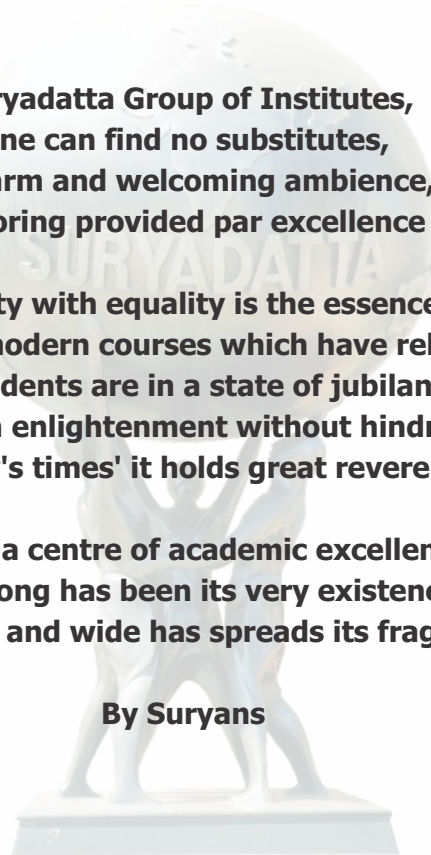 ryadatta Group of Institutes,
ne can find no substitutes,
arm and welcoming ambience,
oring provided par excellence
SURYADATTA
ty with equality is the essence
modern courses which have rel
dents are in a state of jubilan
n enlightenment without hindr
r's times' it holds great revere
a centre of academic excellen
ong has been its very existenc
and wide has spreads its frag
By Suryans